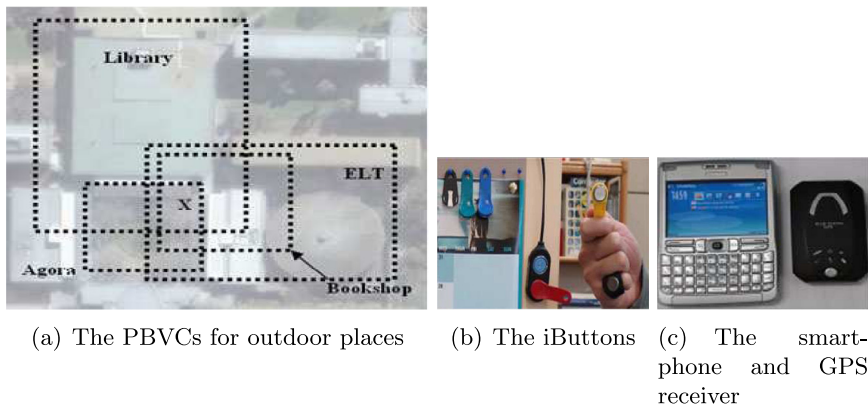 Library
ELT
X
Agora
Bookshop
(a) The PBVCs for outdoor places
(b) The iButtons
(c) The smart-
phone and GPS
receiver